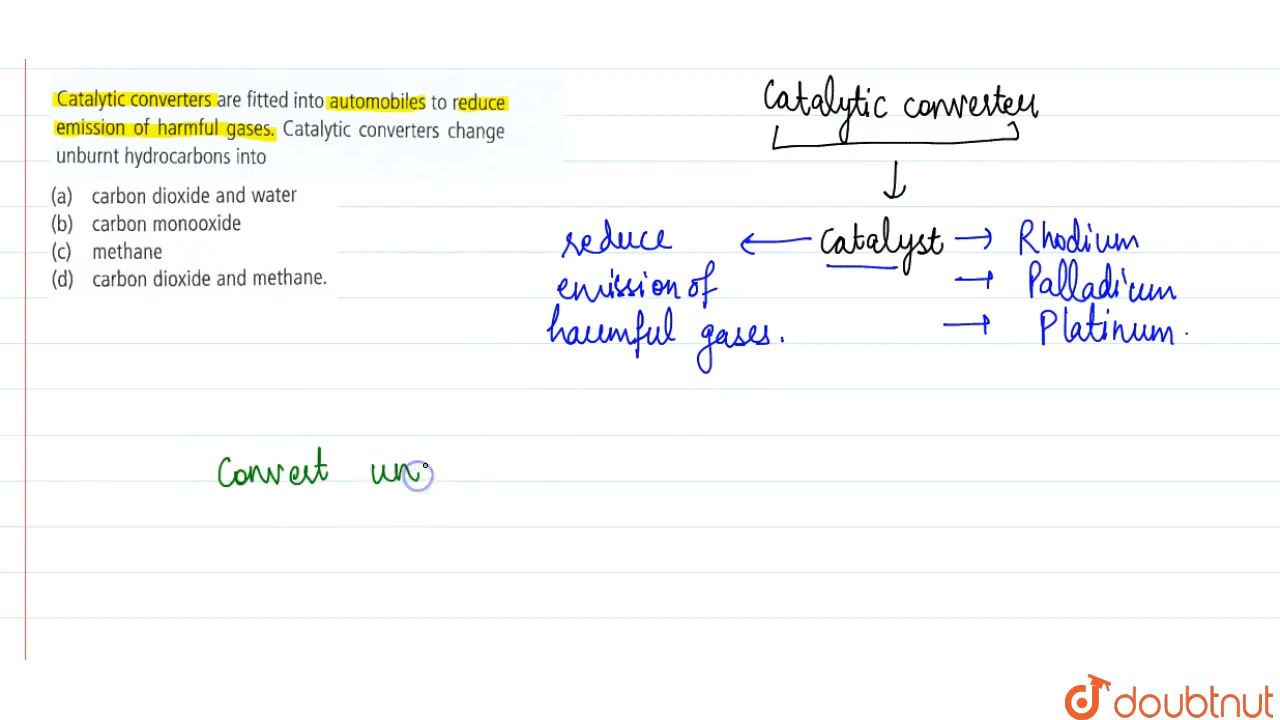 Catalytic converters are fitted into automobiles to reduce
emission of harmful gases. Catalytic converters change
unburnt hydrocarbons into
(a) carbon dioxide and water
(b) carbon monooxide
(c) methane
(d) carbon dioxide and methane.
Catalytic converter
reduce ← Catalyst → Rhodium
emission of → Palladium
harmful gases. → Platinum.
Convert un
doubtnut